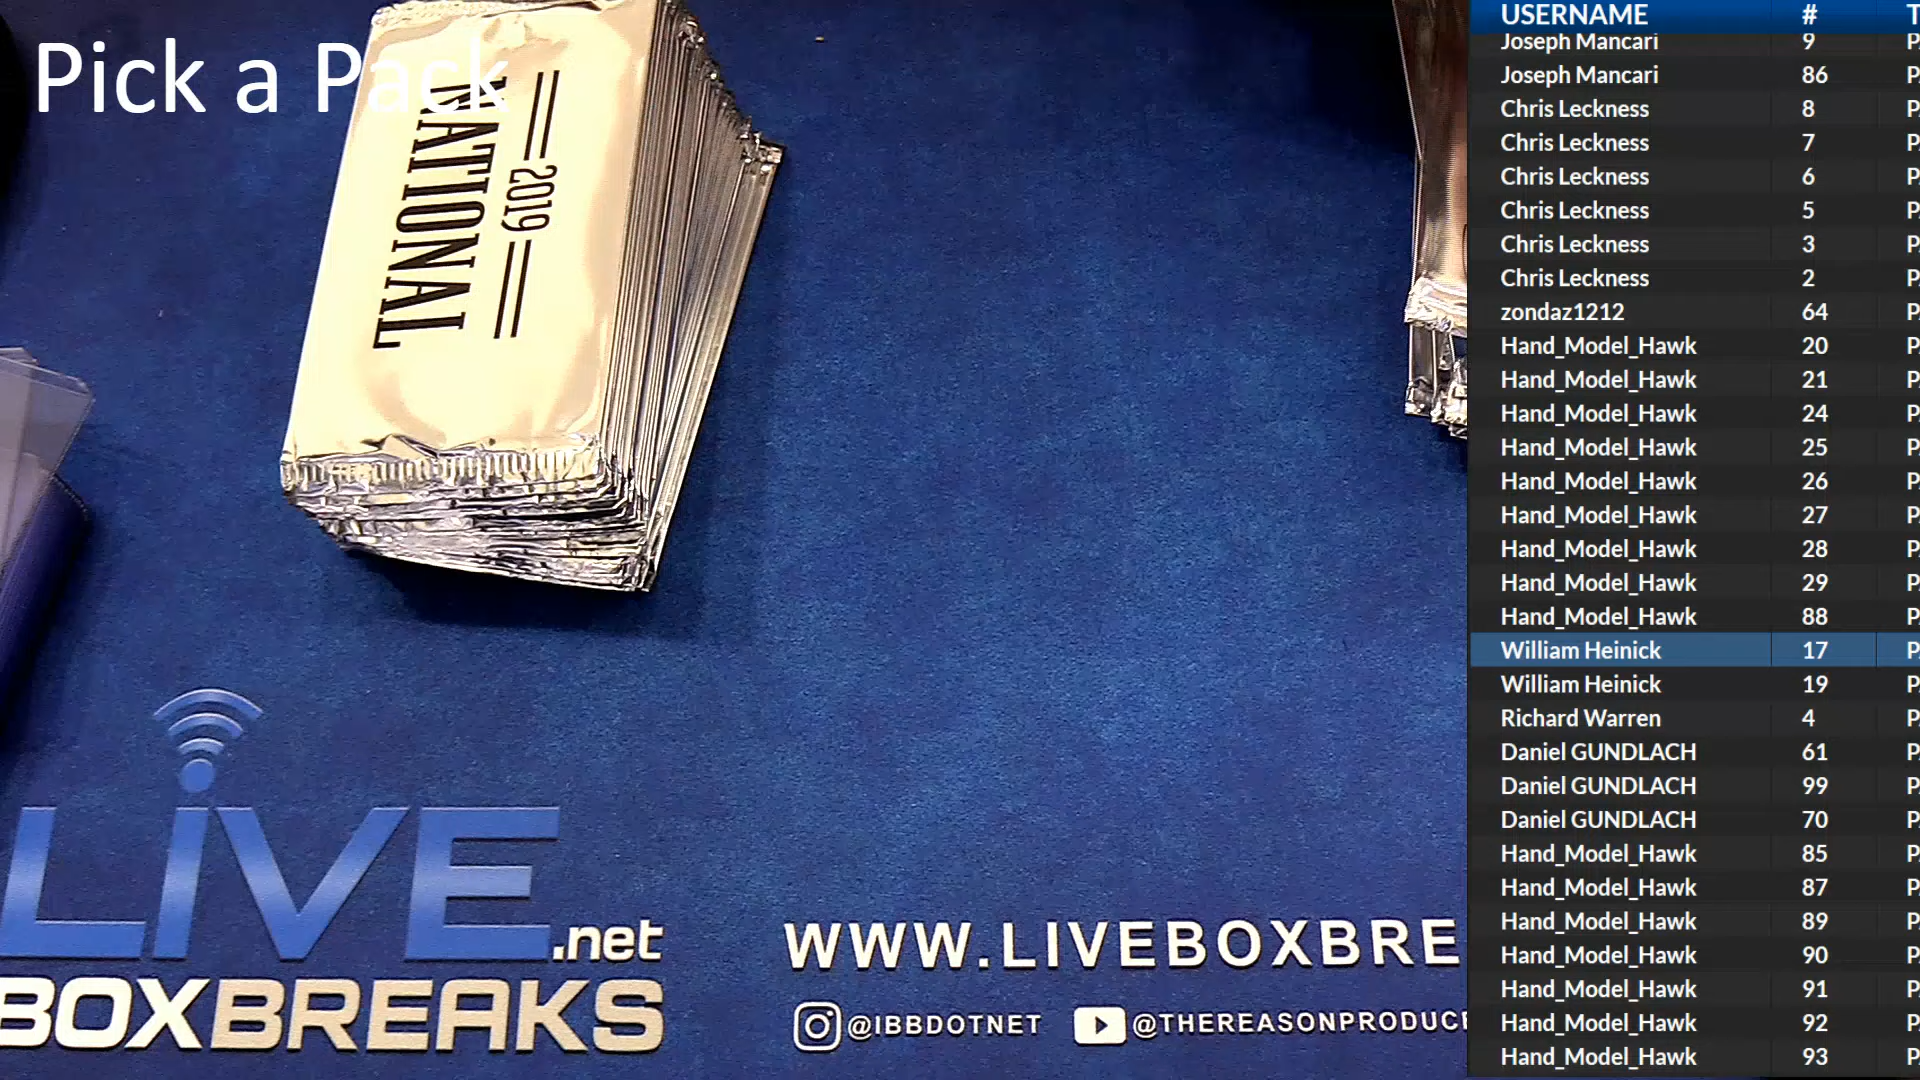 Pick a Pack
2019
NATIONAL
LIVE
.net
BOXBREAKS
WWW.LIVEBOXBRE
@IBBDOTNET
@THEREASONPRODUC
USERNAME #
Joseph Mancari 9
Joseph Mancari 86
Chris Leckness 8
Chris Leckness 7
Chris Leckness 6
Chris Leckness 5
Chris Leckness 3
Chris Leckness 2
zondaz1212 64
Hand_Model_Hawk 20
Hand_Model_Hawk 21
Hand_Model_Hawk 24
Hand_Model_Hawk 25
Hand_Model_Hawk 26
Hand_Model_Hawk 27
Hand_Model_Hawk 28
Hand_Model_Hawk 29
Hand_Model_Hawk 88
William Heinick 17
William Heinick 19
Richard Warren 4
Daniel GUNDLACH 61
Daniel GUNDLACH 99
Daniel GUNDLACH 70
Hand_Model_Hawk 85
Hand_Model_Hawk 87
Hand_Model_Hawk 89
Hand_Model_Hawk 90
Hand_Model_Hawk 91
Hand_Model_Hawk 92
Hand_Model_Hawk 93